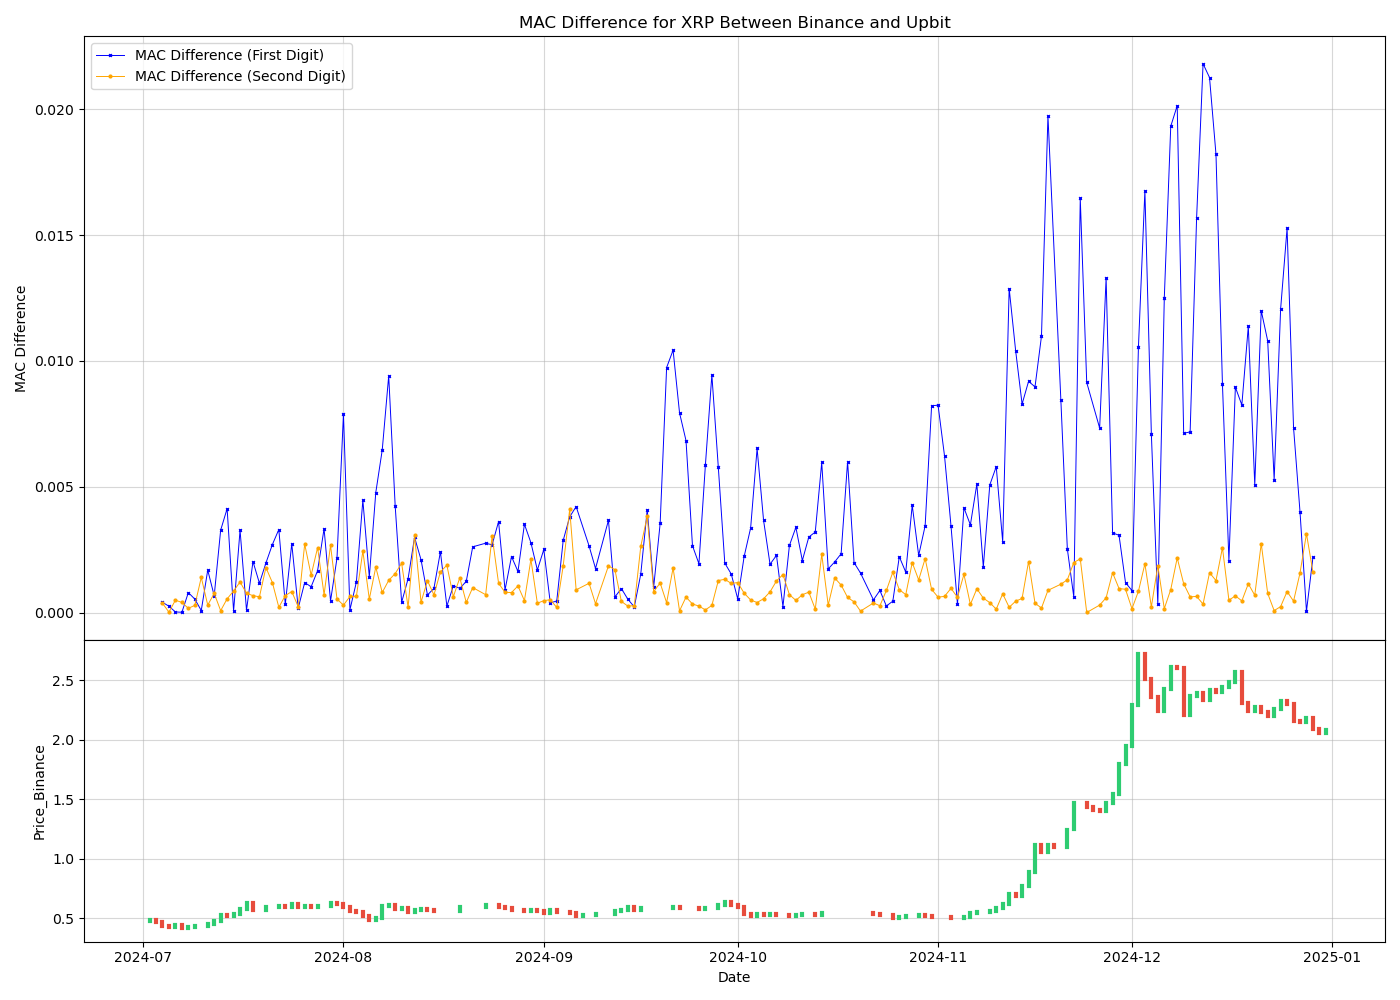 MAC Difference for XRP Between Binance and Upbit
MAC Difference (First Digit)
MAC Difference (Second Digit)
MAC Difference
0.020
0.015
0.010
0.005
0.000
Price_Binance
2.5
2.0
1.5
1.0
0.5
2024-07 2024-08 2024-09 2024-10 2024-11 2024-12 2025-01
Date